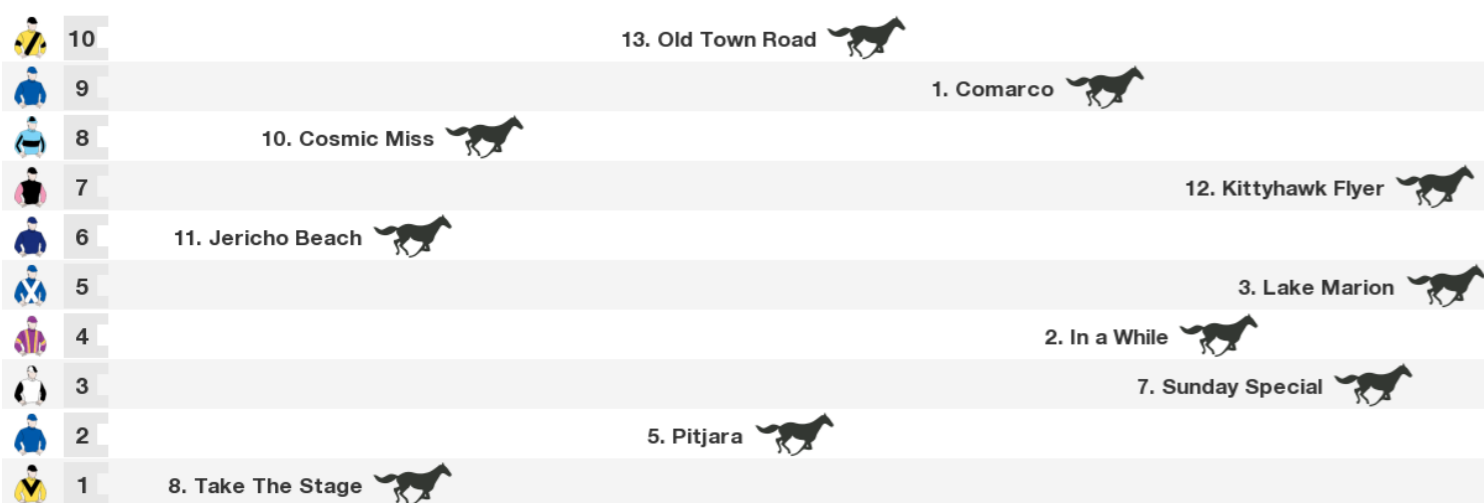 10 13. Old Town Road
9 1. Comarco
8 10. Cosmic Miss
7 12. Kittyhawk Flyer
6 11. Jericho Beach
5 3. Lake Marion
4 2. In a While
3 7. Sunday Special
2 5. Pitjara
1 8. Take The Stage